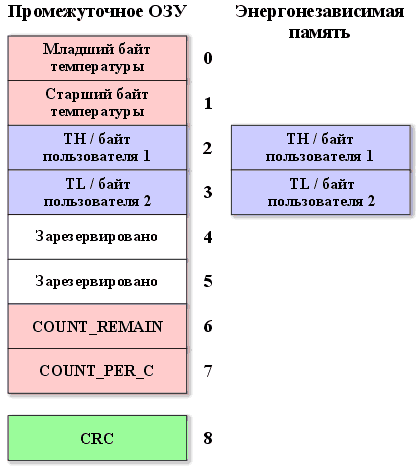 Промежуточное ОЗУ
Энергонезависимая
память
Младший байт
температуры
0
Старший байт
температуры
1
TH / байт
пользователя 1
2
TH / байт
пользователя 1
TL / байт
пользователя 2
3
TL / байт
пользователя 2
Зарезервировано
4
Зарезервировано
5
COUNT_REMAIN
6
COUNT_PER_C
7
CRC
8